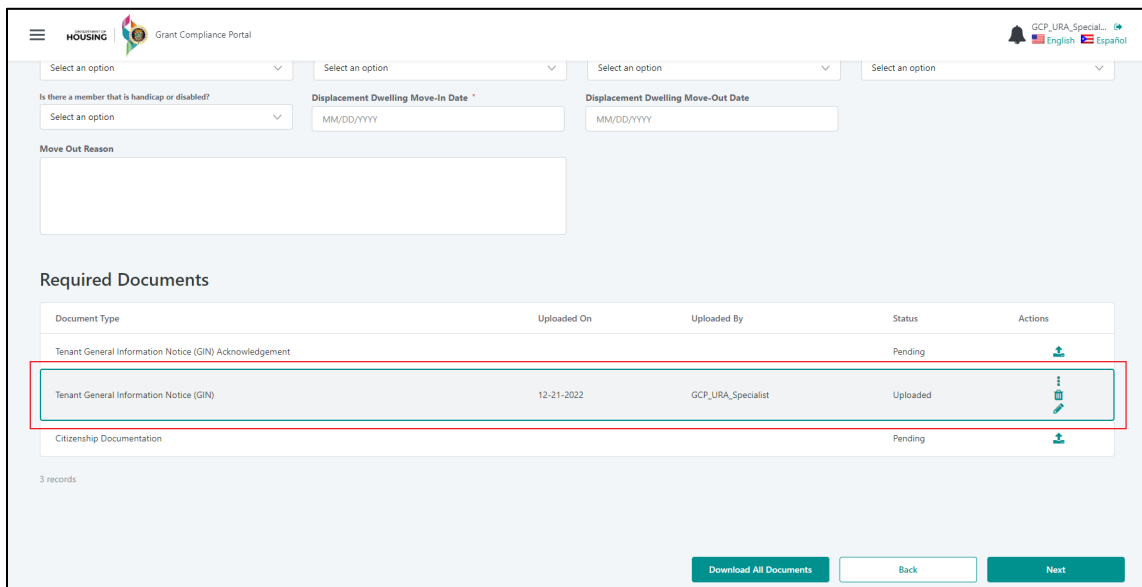 DEPARTMENT OF
HOUSING
Grant Compliance Portal
GCP_URA_Special...
English Español
Select an option Select an option Select an option Select an option
Is there a member that is handicap or disabled? Displacement Dwelling Move-In Date * Displacement Dwelling Move-Out Date
Select an option MM/DD/YYYY MM/DD/YYYY
Move Out Reason
Required Documents
Document Type Uploaded On Uploaded By Status Actions
Tenant General Information Notice (GIN) Acknowledgement Pending
Tenant General Information Notice (GIN) 12-21-2022 GCP_URA_Specialist Uploaded
Citizenship Documentation Pending
3 records
Download All Documents Back Next